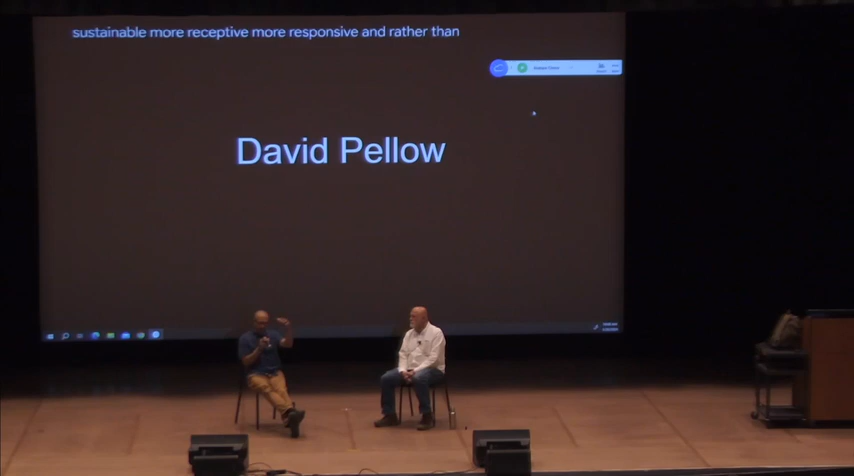 sustainable more receptive more responsive and rather than
David Pellow